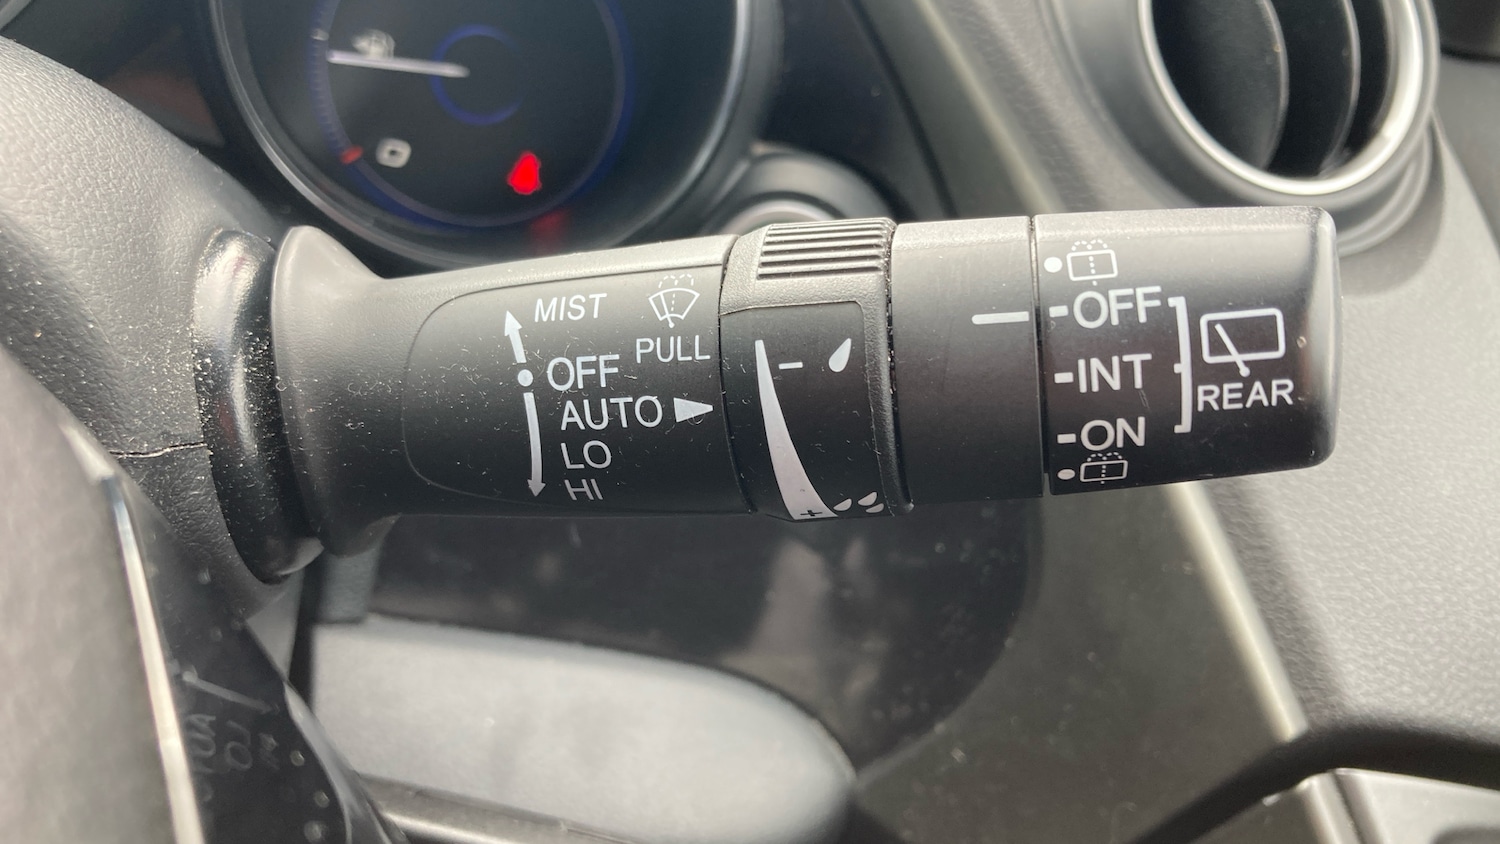 MIST
PULL
OFF
AUTO
LO
HI
-
+
OFF
INT
ON
REAR